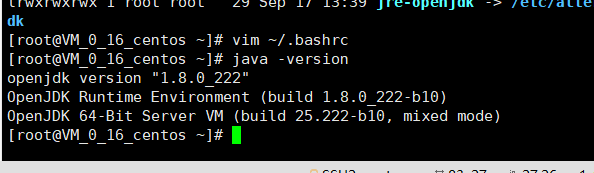 lrwxrwxrwx 1 root root 29 Sep 17 13:39 jre-openjdk -> /etc/alte
dk
[root@VM_0_16_centos ~]# vim ~/.bashrc
[root@VM_0_16_centos ~]# java -version
openjdk version "1.8.0_222"
OpenJDK Runtime Environment (build 1.8.0_222-b10)
OpenJDK 64-Bit Server VM (build 25.222-b10, mixed mode)
[root@VM_0_16_centos ~]#